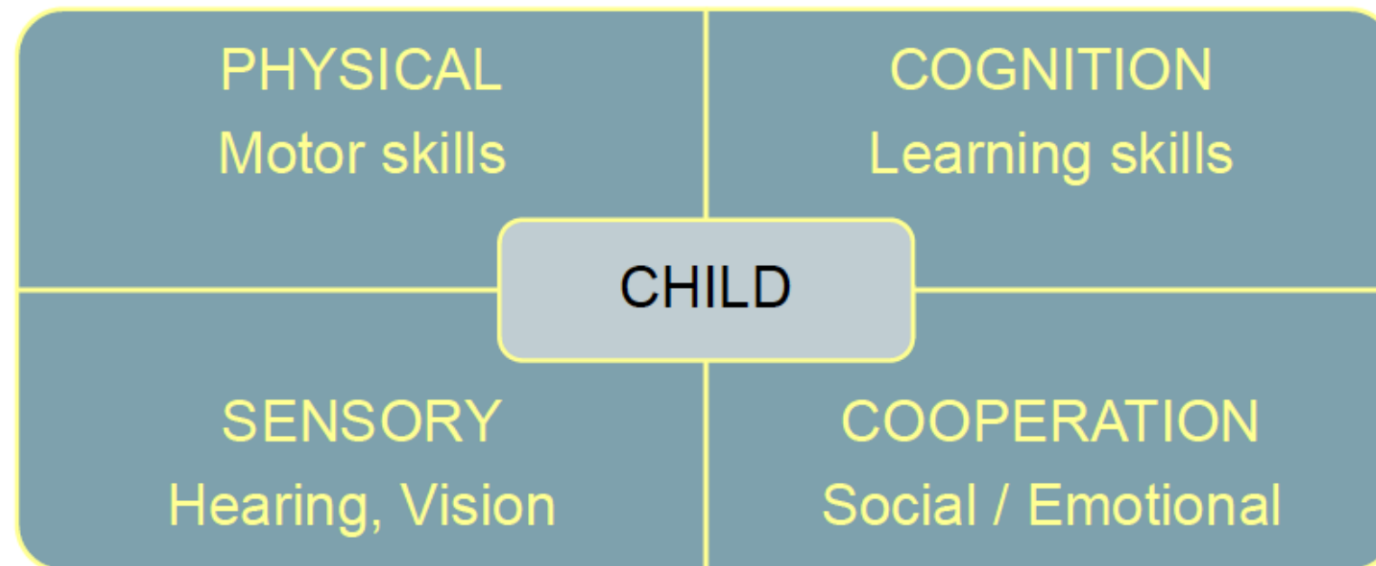 PHYSICAL
Motor skills
COGNITION
Learning skills
CHILD
SENSORY
Hearing, Vision
COOPERATION
Social / Emotional